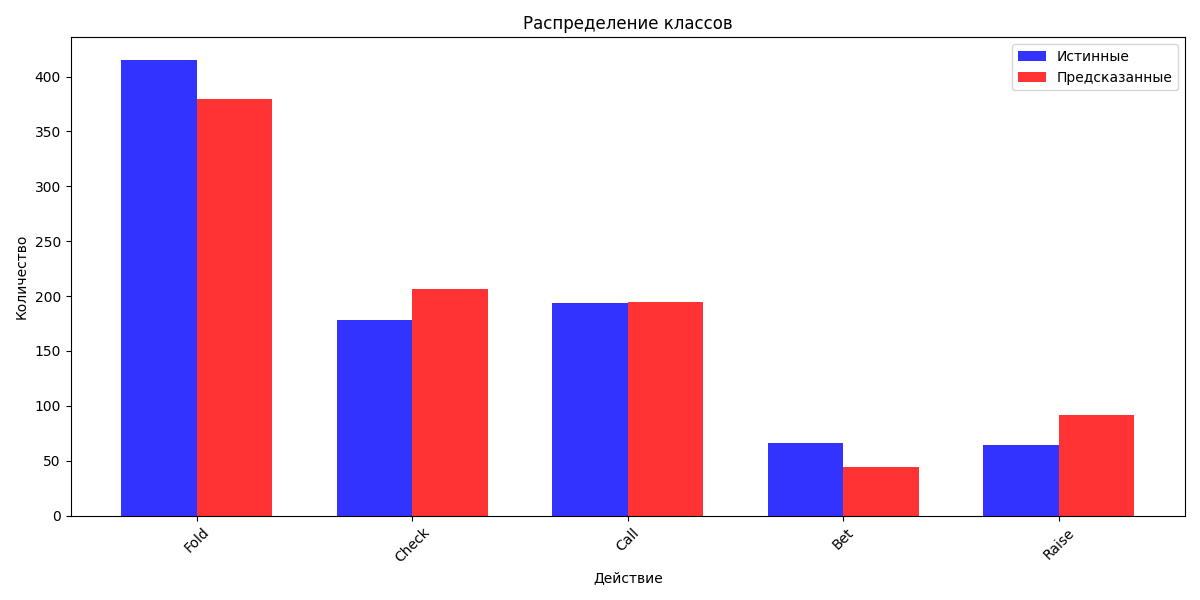 Распределение классов
Истинные
Предсказанные
Количество
400
350
300
250
200
150
100
50
0
Fold
Check
Call
Bet
Raise
Действие